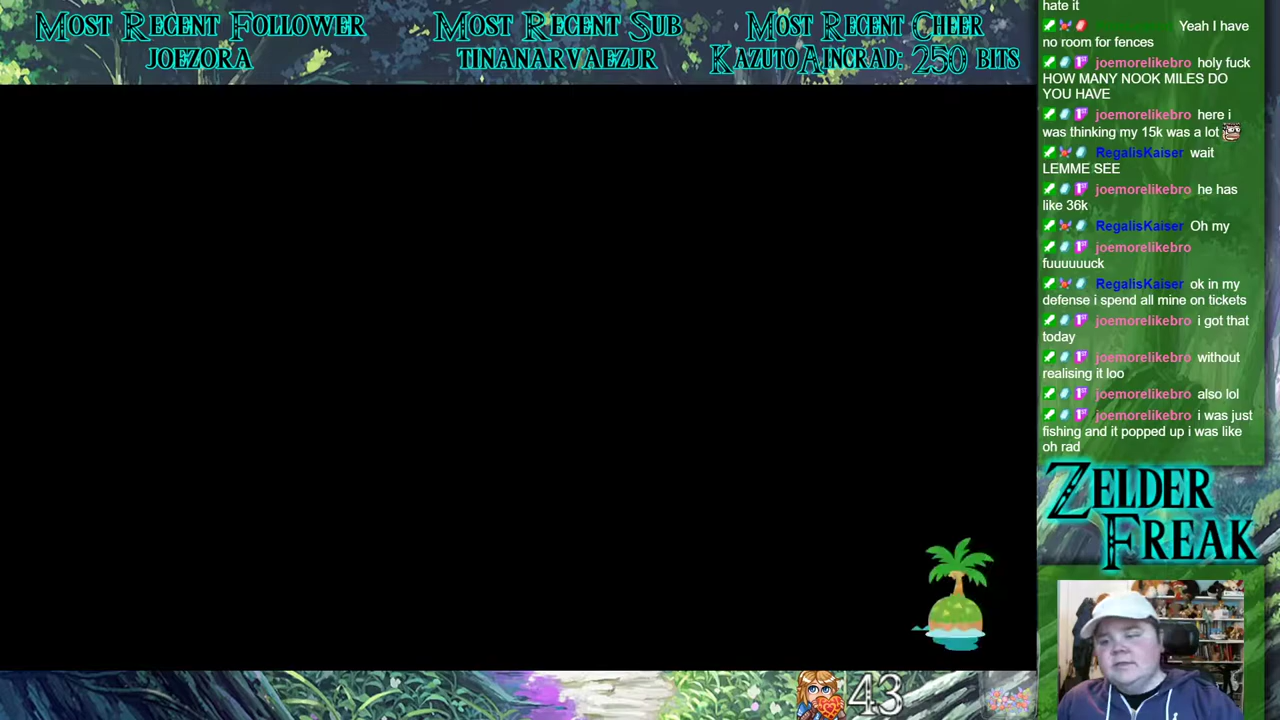 Most Recent Follower
joezora
Most Recent Sub
tinanarvaezjr
Most Recent Cheer
KazutoAincrad: 250 bits
hate it
Yeah I have
no room for fences
joemorelikebro holy fuck
HOW MANY NOOK MILES DO
YOU HAVE
joemorelikebro here i
was thinking my 15k was a lot
RegalisKaiser wait
LEMME SEE
joemorelikebro he has
like 36k
RegalisKaiser Oh my
joemorelikebro
fuuuuuuck
RegalisKaiser ok in my
defense i spend all mine on tickets
joemorelikebro i got that
today
joemorelikebro without
realising it loo
joemorelikebro also lol
joemorelikebro i was just
fishing and it popped up i was like
oh rad
Zelder
Freak
43